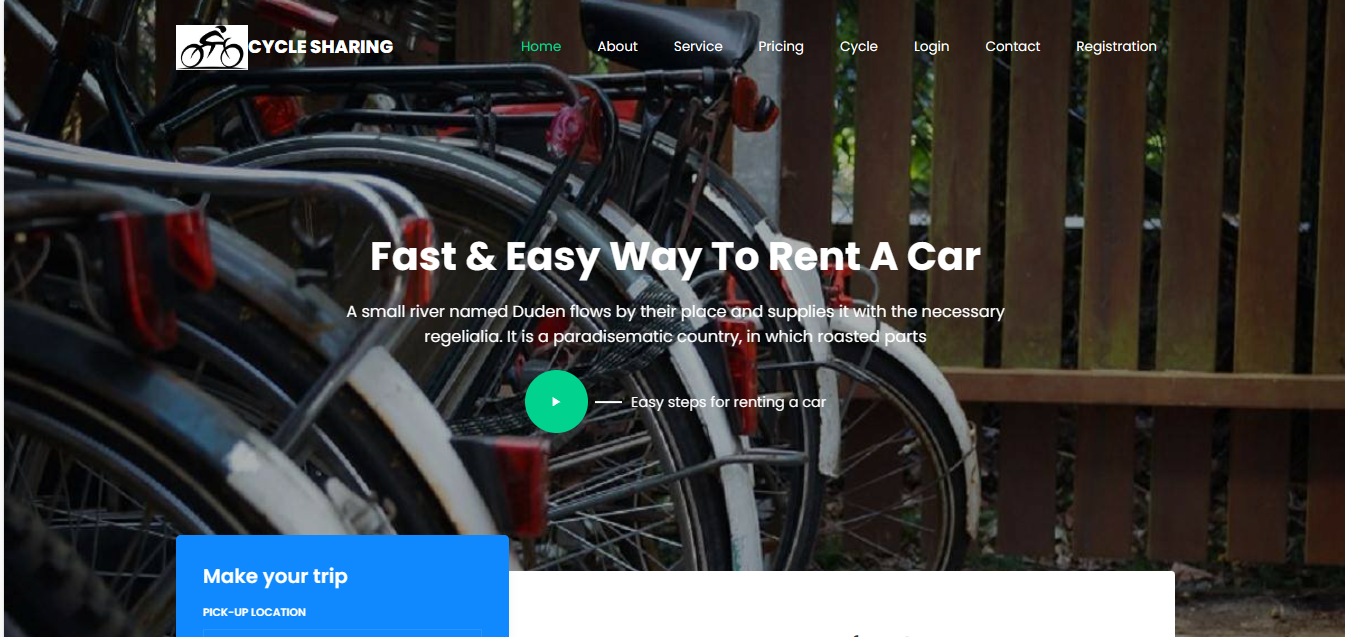 CYCLE SHARING
Home About Service Pricing Cycle Login Contact Registration
Fast & Easy Way To Rent A Car
A small river named Duden flows by their place and supplies it with the necessary
regelialia. It is a paradisematic country, in which roasted parts
Easy steps for renting a car
Make your trip
PICK-UP LOCATION